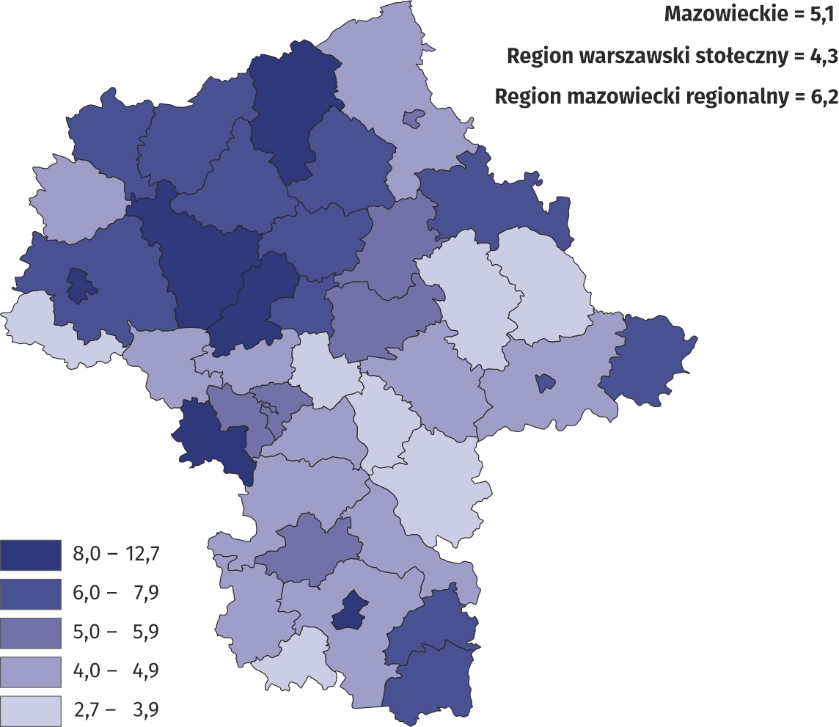 Mazowieckie = 5,1
Region warszawski stołeczny = 4,3
Region mazowiecki regionalny = 6,2
8,0 – 12,7
6,0 – 7,9
5,0 – 5,9
4,0 – 4,9
2,7 – 3,9